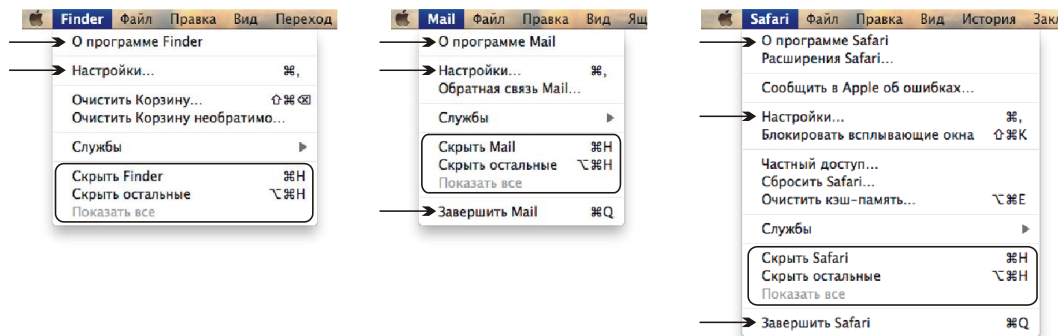 Finder Файл Правка Вид Переход
О программе Finder
Настройки... ⌘,
Очистить Корзину... ⇧⌘⌫
Очистить Корзину необратимо...
Службы
Скрыть Finder ⌘H
Скрыть остальные ⌥⌘H
Показать все
Mail Файл Правка Вид Ящ
О программе Mail
Настройки... ⌘,
Обратная связь Mail...
Службы
Скрыть Mail ⌘H
Скрыть остальные ⌥⌘H
Показать все
Завершить Mail ⌘Q
Safari Файл Правка Вид История Закл
О программе Safari
Расширения Safari...
Сообщить в Apple об ошибках...
Настройки... ⌘,
Блокировать всплывающие окна ⇧⌘K
Частный доступ...
Сбросить Safari...
Очистить кэш-память... ⌥⌘E
Службы
Скрыть Safari ⌘H
Скрыть остальные ⌥⌘H
Показать все
Завершить Safari ⌘Q